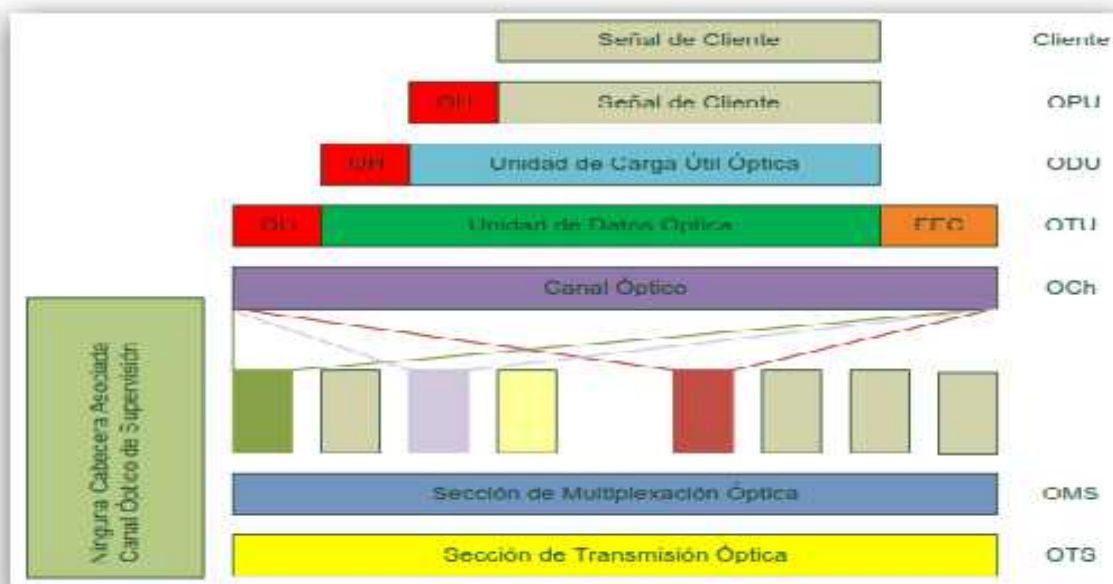 Señal de Cliente Cliente
OH Señal de Cliente OPU
OH Unidad de Carga Útil Óptica ODU
OH Unidad de Datos Óptica FEC OTU
Canal Óptico OCh
Ningura Cabecera Asociada
Canal Óptico de Supervisión
Sección de Multiplexación Óptica OMS
Sección de Transmisión Óptica OTS